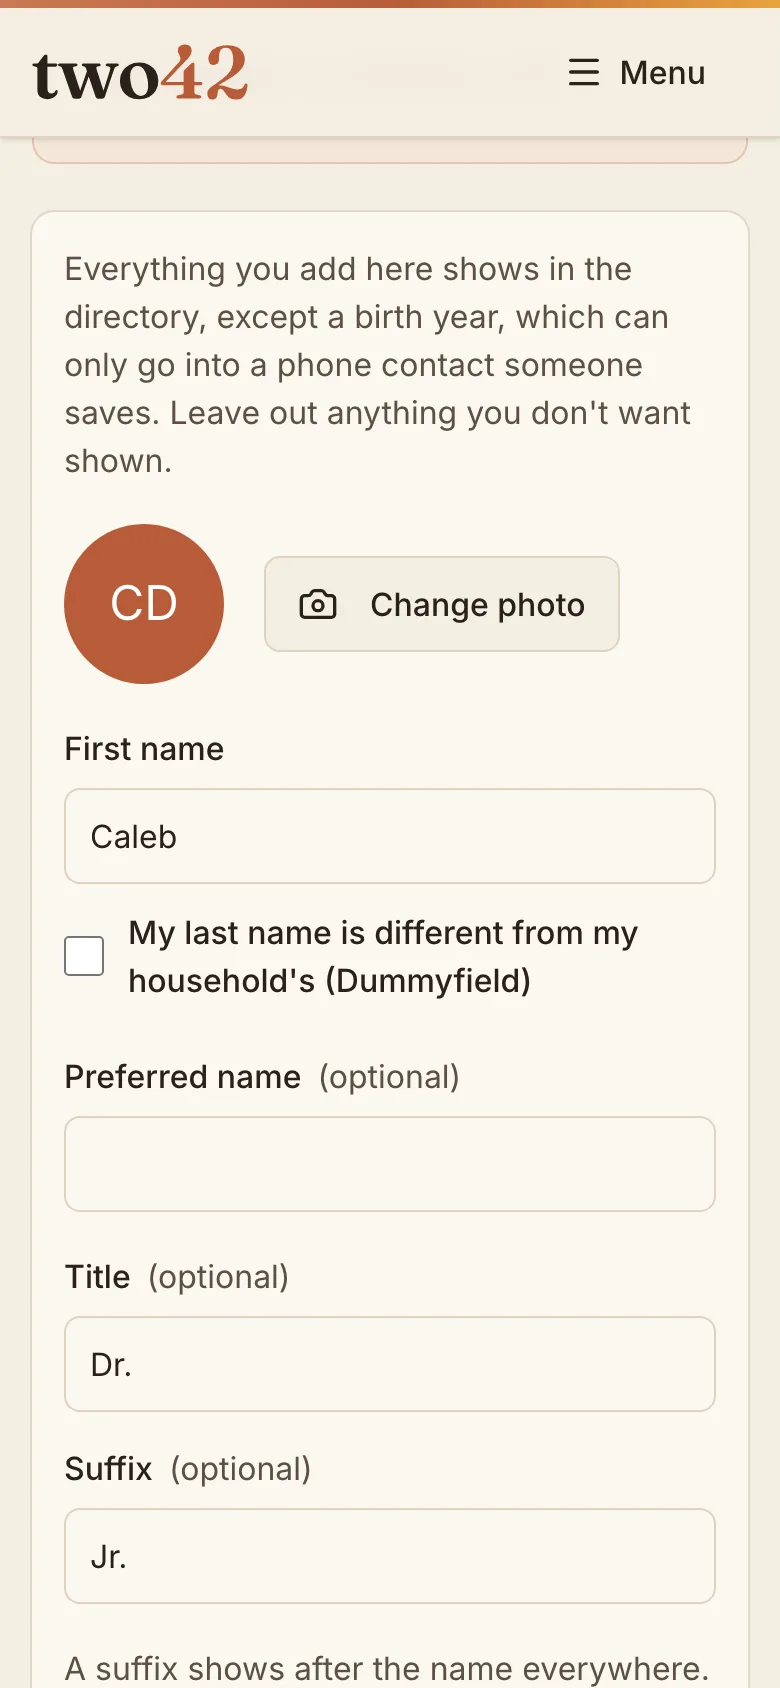 two42
Menu
Everything you add here shows in the
directory, except a birth year, which can
only go into a phone contact someone
saves. Leave out anything you don't want
shown.
CD
Change photo
First name
Caleb
My last name is different from my
household's (Dummyfield)
Preferred name (optional)
Title (optional)
Dr.
Suffix (optional)
Jr.
A suffix shows after the name everywhere.